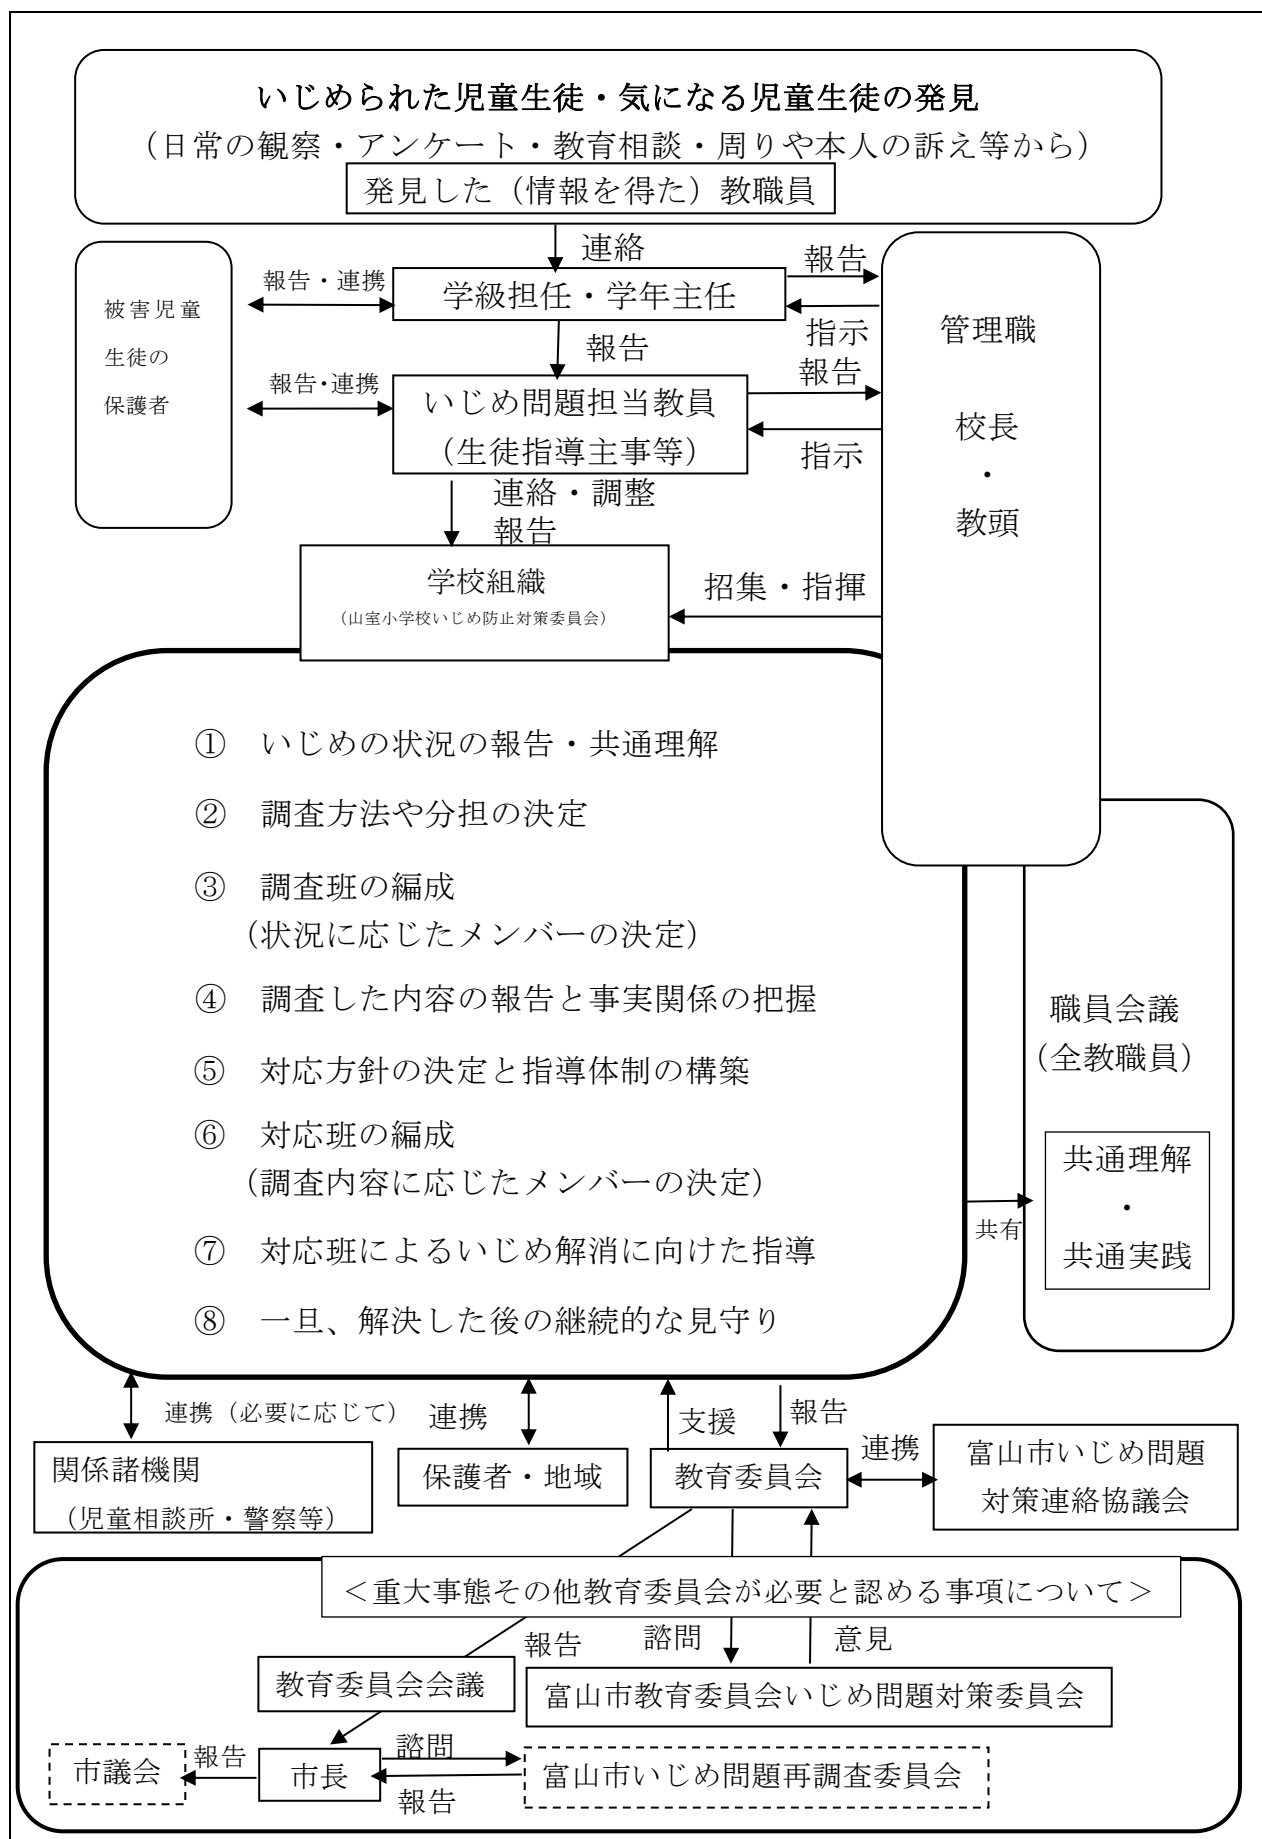 いじめられた児童生徒・気になる児童生徒の発見
（日常の観察・アンケート・教育相談・周りや本人の訴え等から）
発見した（情報を得た）教職員
連絡
報告・連携
学級担任・学年主任
報告
指示
被害児童
生徒の
保護者
報告
報告・連携
いじめ問題担当教員
（生徒指導主事等）
報告
指示
管理職
校長
・
教頭
連絡・調整
報告
学校組織
（山室小学校いじめ防止対策委員会）
招集・指揮
①　いじめの状況の報告・共通理解
②　調査方法や分担の決定
③　調査班の編成
（状況に応じたメンバーの決定）
④　調査した内容の報告と事実関係の把握
⑤　対応方針の決定と指導体制の構築
⑥　対応班の編成
（調査内容に応じたメンバーの決定）
⑦　対応班によるいじめ解消に向けた指導
⑧　一旦、解決した後の継続的な見守り
共有
職員会議
（全教職員）
共通理解
・
共通実践
連携（必要に応じて）
連携
支援
報告
関係諸機関
（児童相談所・警察等）
保護者・地域
教育委員会
連携
富山市いじめ問題
対策連絡協議会
＜重大事態その他教育委員会が必要と認める事項について＞
報告
諮問
意見
教育委員会会議
富山市教育委員会いじめ問題対策委員会
市議会
報告
市長
諮問
報告
富山市いじめ問題再調査委員会